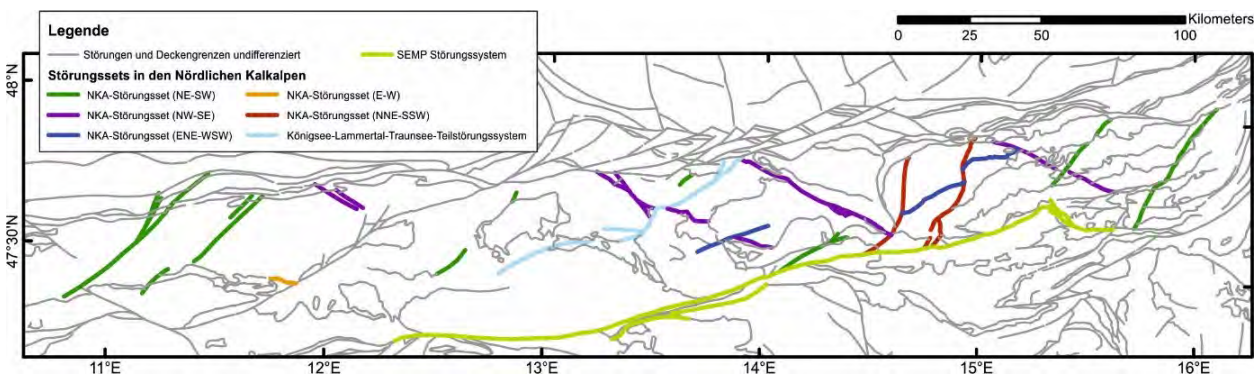 Legende
Störungen und Deckengrenzen undifferenziert
SEMP Störungssystem
Störungssets in den Nördlichen Kalkalpen
NKA-Störungsset (NE-SW)
NKA-Störungsset (E-W)
NKA-Störungsset (NW-SE)
NKA-Störungsset (NNE-SSW)
NKA-Störungsset (ENE-WSW)
Königsee-Lammertal-Traunsee-Teilstörungssystem
Kilometers
0 25 50 100
48°N
47°30'N
11°E 12°E 13°E 14°E 15°E 16°E